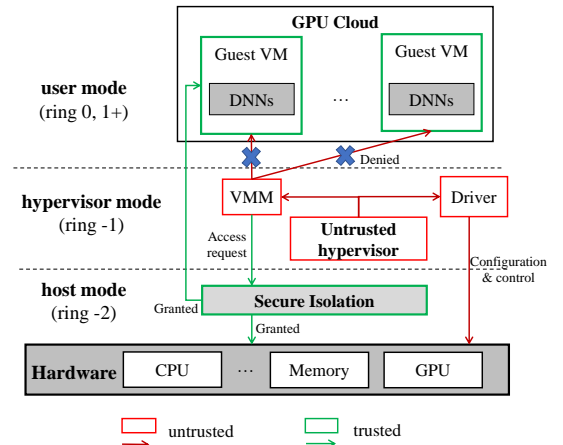 GPU Cloud
Guest VM
Guest VM
user mode
(ring 0, 1+)
DNNs
...
DNNs
Denied
hypervisor mode
(ring -1)
VMM
Driver
Untrusted
hypervisor
Access
request
Configuration
& control
host mode
(ring -2)
Granted
Secure Isolation
Granted
Hardware
CPU
...
Memory
GPU
untrusted
trusted